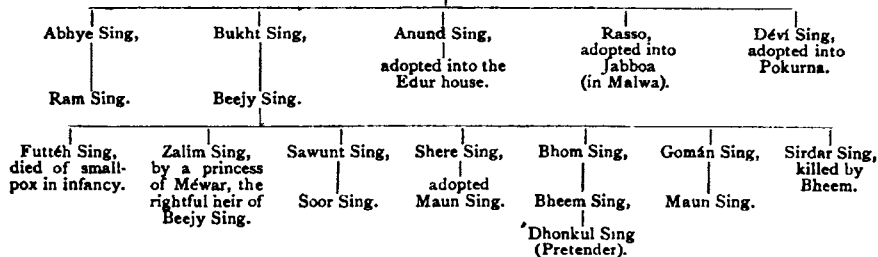 Abhye Sing,
Bukht Sing,
Anund Sing,
adopted into the
Edur house.
Rasso,
adopted into
Jabboa
(in Malwa).
Déví Sing,
adopted into
Pokurna.
Ram Sing.
Beejy Sing.
Futtéh Sing,
died of small-
pox in infancy.
Zalim Sing,
by a princess
of Méwar, the
rightful heir of
Beejy Sing.
Sawunt Sing,
Soor Sing.
Shere Sing,
adopted
Maun Sing.
Bhom Sing,
Bheem Sing,
Dhonkul Sing
(Pretender).
Gomán Sing,
Maun Sing.
Sirdar Sing,
killed by
Bheem.